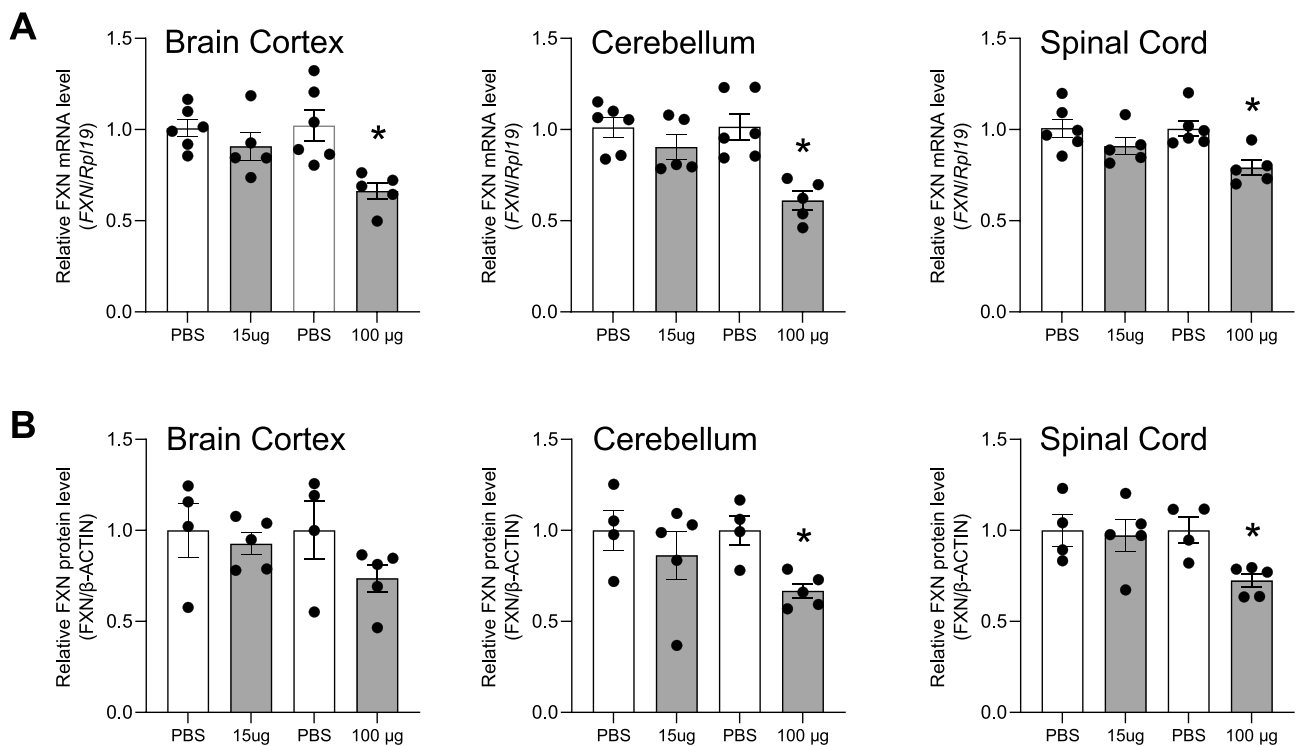 A
Brain Cortex
Relative FXN mRNA level
(FXN/Rpl19)
1.5
1.0
*
0.5
0.0
PBS 15ug PBS 100 µg
Cerebellum
Relative FXN mRNA level
(FXN/Rpl19)
1.5
1.0
*
0.5
0.0
PBS 15ug PBS 100 µg
Spinal Cord
Relative FXN mRNA level
(FXN/Rpl19)
1.5
*
1.0
0.5
0.0
PBS 15ug PBS 100 µg
B
Brain Cortex
Relative FXN protein level
(FXN/β-ACTIN)
1.5
1.0
0.5
0.0
PBS 15ug PBS 100 µg
Cerebellum
Relative FXN protein level
(FXN/β-ACTIN)
1.5
1.0
*
0.5
0.0
PBS 15ug PBS 100 µg
Spinal Cord
Relative FXN protein level
(FXN/β-ACTIN)
1.5
1.0
*
0.5
0.0
PBS 15ug PBS 100 µg